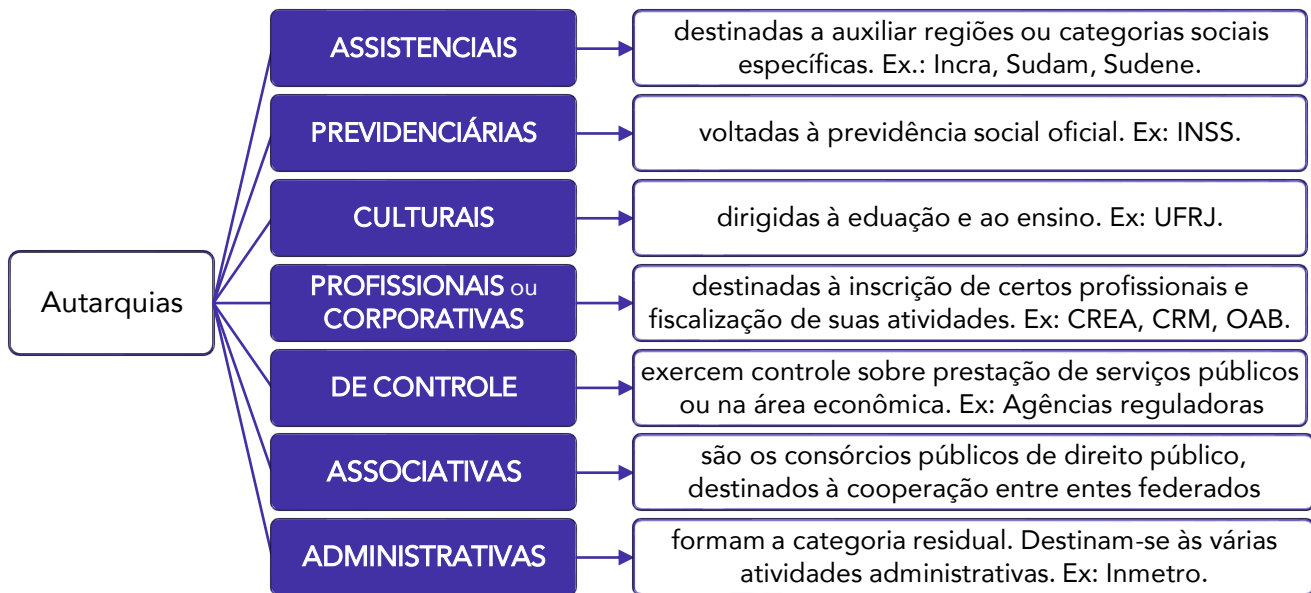 Autarquias
ASSISTENCIAIS
destinadas a auxiliar regiões ou categorias sociais
específicas. Ex.: Incra, Sudam, Sudene.
PREVIDENCIÁRIAS
voltadas à previdência social oficial. Ex: INSS.
CULTURAIS
dirigidas à eduação e ao ensino. Ex: UFRJ.
PROFISSIONAIS ou
CORPORATIVAS
destinadas à inscrição de certos profissionais e
fiscalização de suas atividades. Ex: CREA, CRM, OAB.
DE CONTROLE
exercem controle sobre prestação de serviços públicos
ou na área econômica. Ex: Agências reguladoras
ASSOCIATIVAS
são os consórcios públicos de direito público,
destinados à cooperação entre entes federados
ADMINISTRATIVAS
formam a categoria residual. Destinam-se às várias
atividades administrativas. Ex: Inmetro.